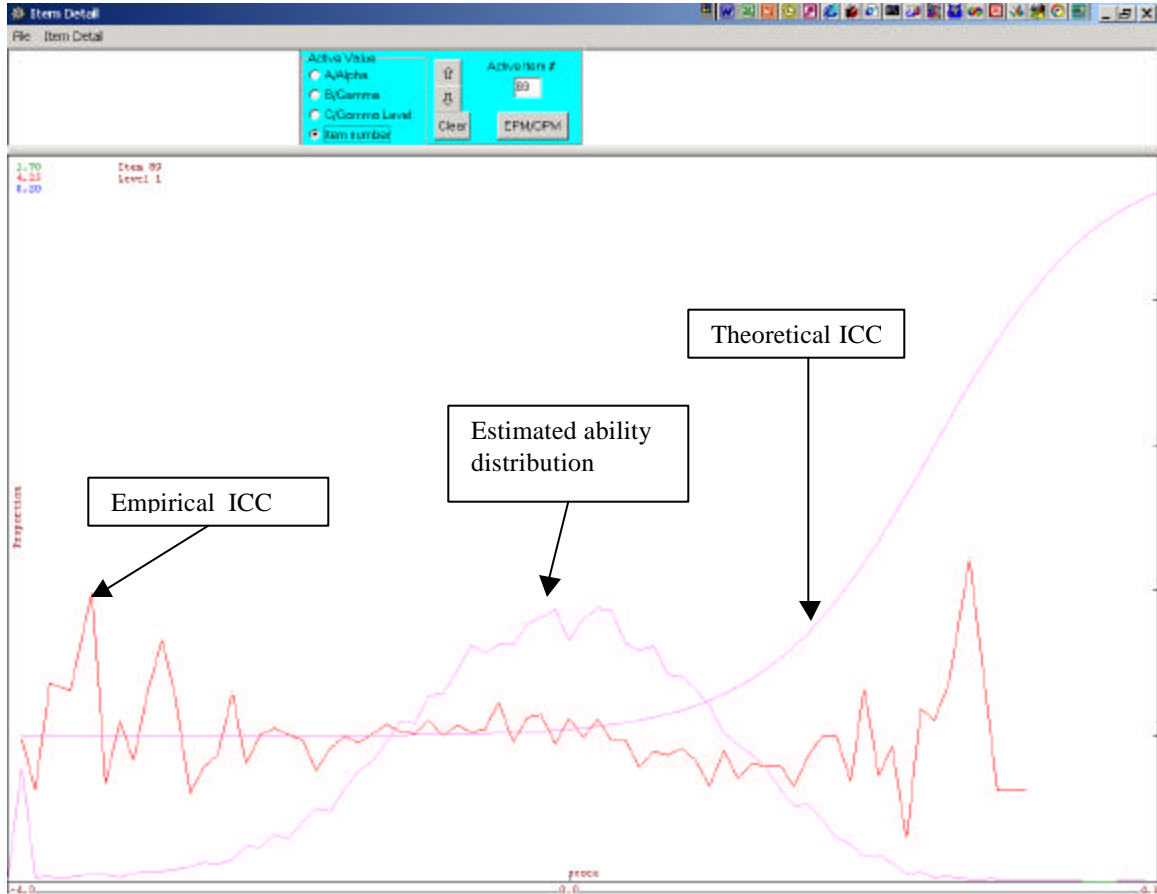 Item Detail
File Item Detail
Active Value
A/Alpha
B/Gamma
C/Gamma Level
Item number
Clear
Active Item #
89
EPM/OPM
1.70
4.25
0.20
Item 89
Level 1
Theoretical ICC
Estimated ability
distribution
Empirical ICC
Proportion
-4.0
0.0